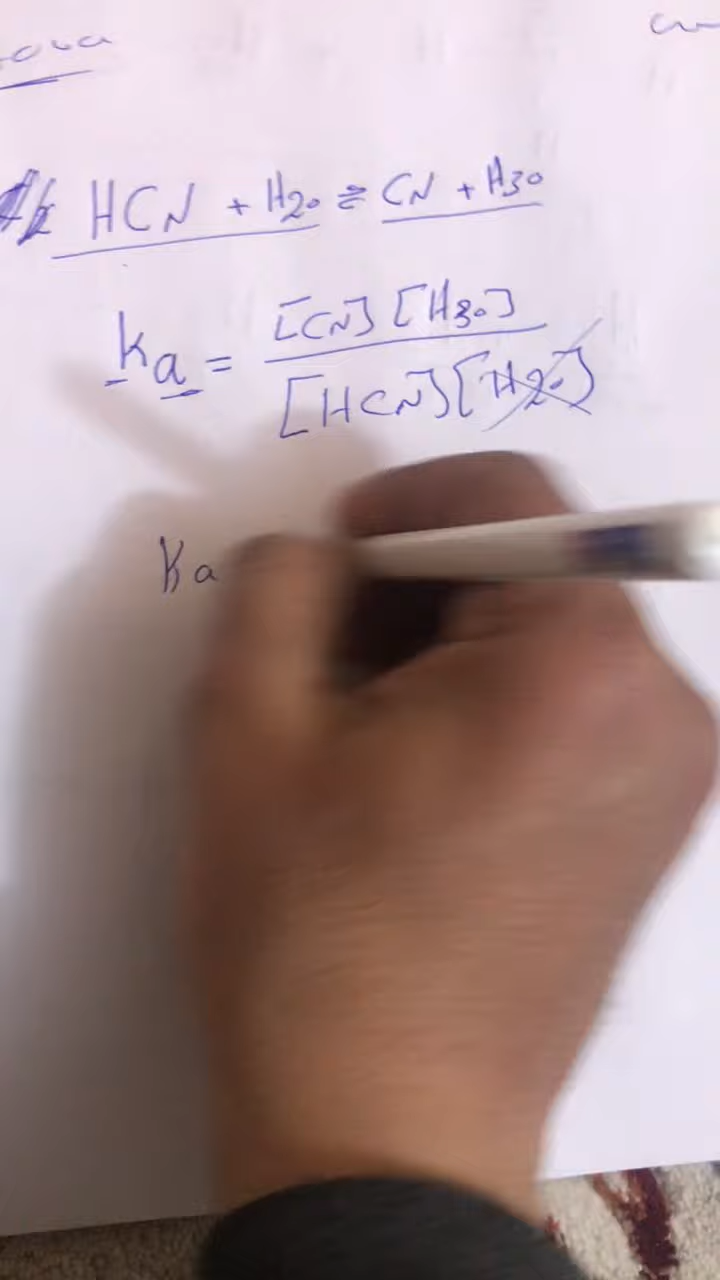 HCN + H2O ⇌ CN + H3O
Ka = [CN] [H3O]
[HCN] [H2O]
Ka